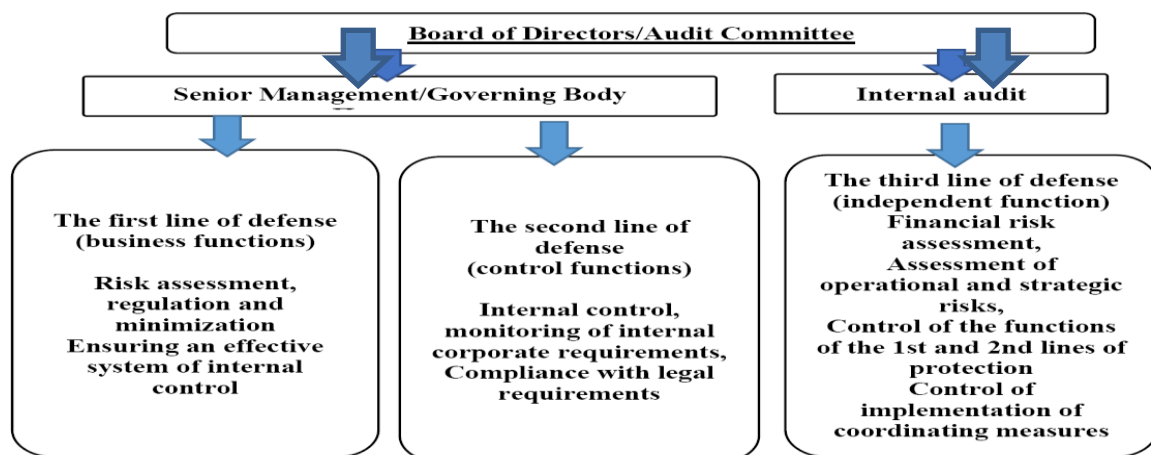 Board of Directors/Audit Committee
Senior Management/Governing Body
Internal audit
The first line of defense
(business functions)
Risk assessment,
regulation and
minimization
Ensuring an effective
system of internal
control
The second line of
defense
(control functions)
Internal control,
monitoring of internal
corporate requirements,
Compliance with legal
requirements
The third line of defense
(independent function)
Financial risk
assessment,
Assessment of
operational and strategic
risks,
Control of the functions
of the 1st and 2nd lines of
protection
Control of
implementation of
coordinating measures